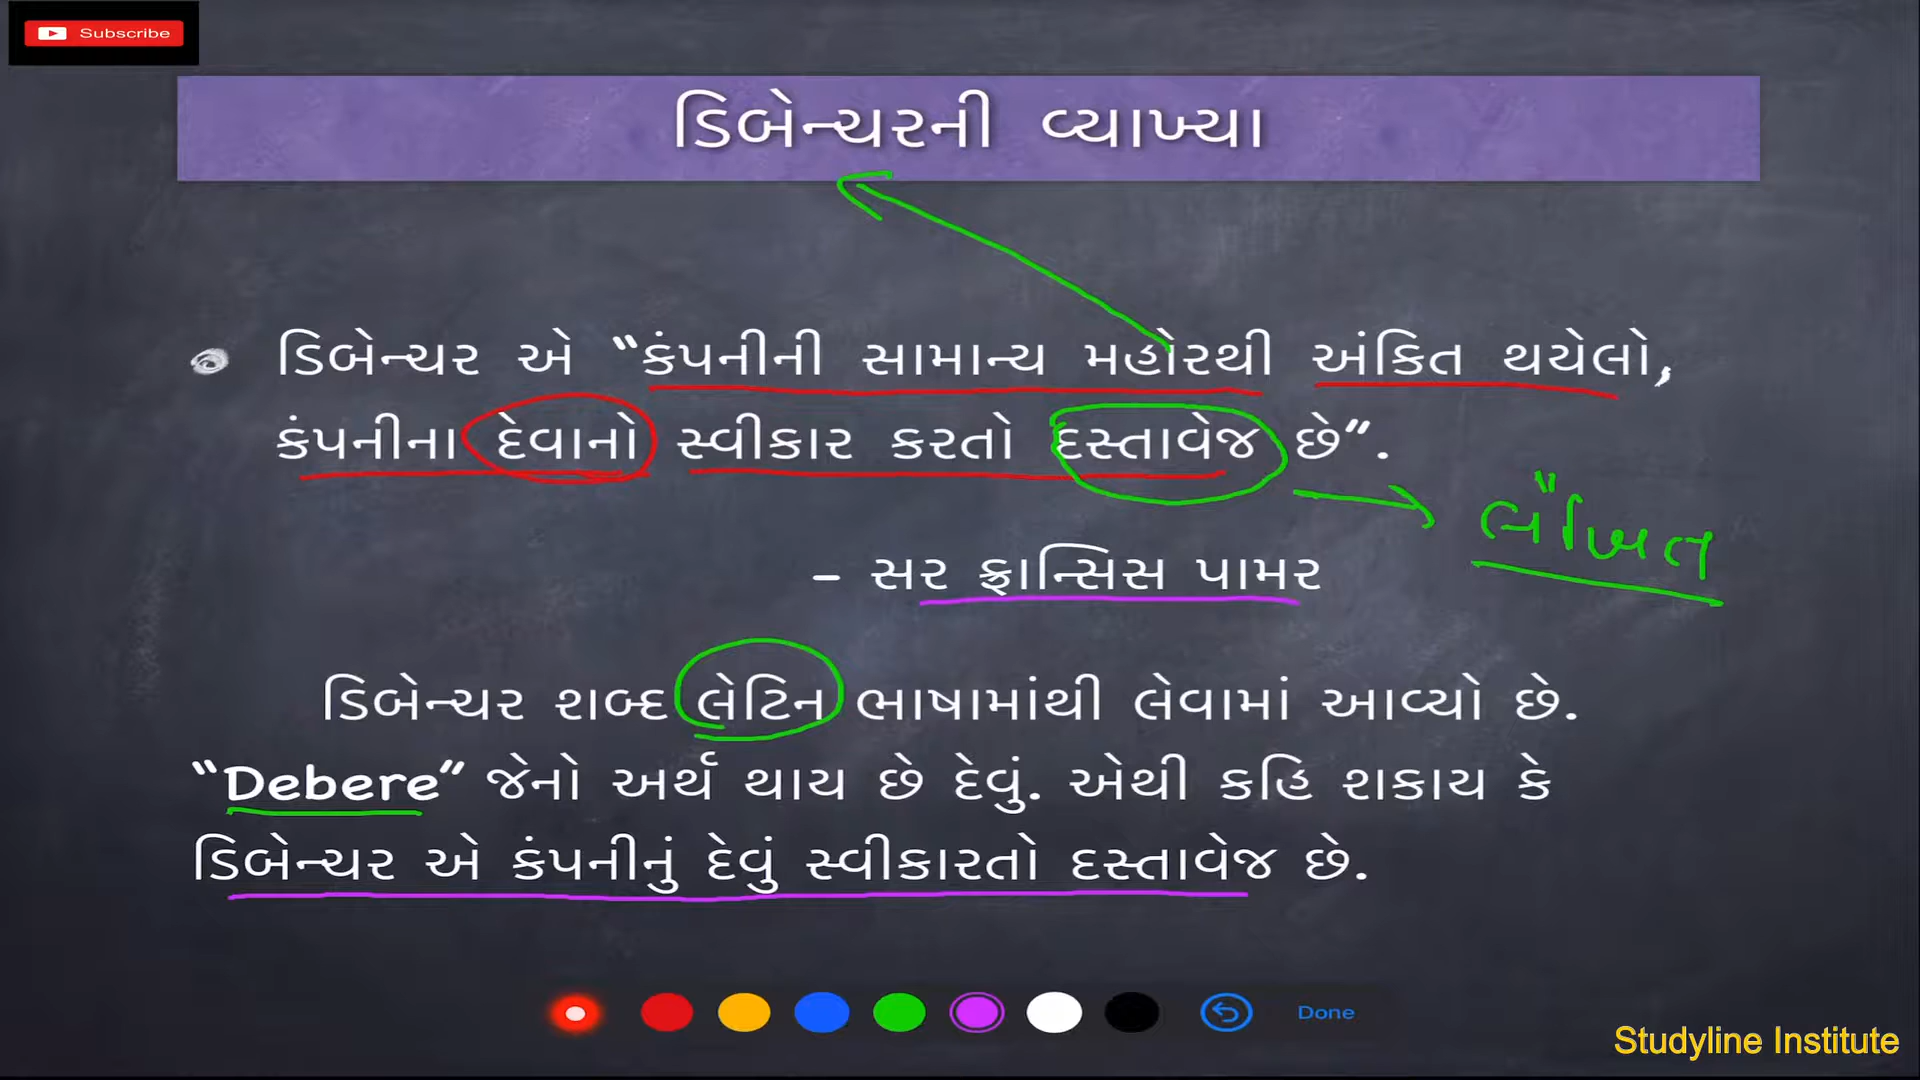 Subscribe
ડિબેન્ચરની વ્યાખ્યા
ડિબેન્ચર એ “કંપનીની સામાન્ય મહોરથી અંકિત થયેલો,
કંપનીના દેવાનો સ્વીકાર કરતો દસ્તાવેજ છે”.
લૈખિત
– સર ફ્રાન્સિસ પામર
ડિબેન્ચર શબ્દ લેટિન ભાષામાંથી લેવામાં આવ્યો છે.
“Debere” જેનો અર્થ થાય છે દેવું. એથી કહિ શકાય કે
ડિબેન્ચર એ કંપનીનું દેવું સ્વીકારતો દસ્તાવેજ છે.
Done
Studyline Institute